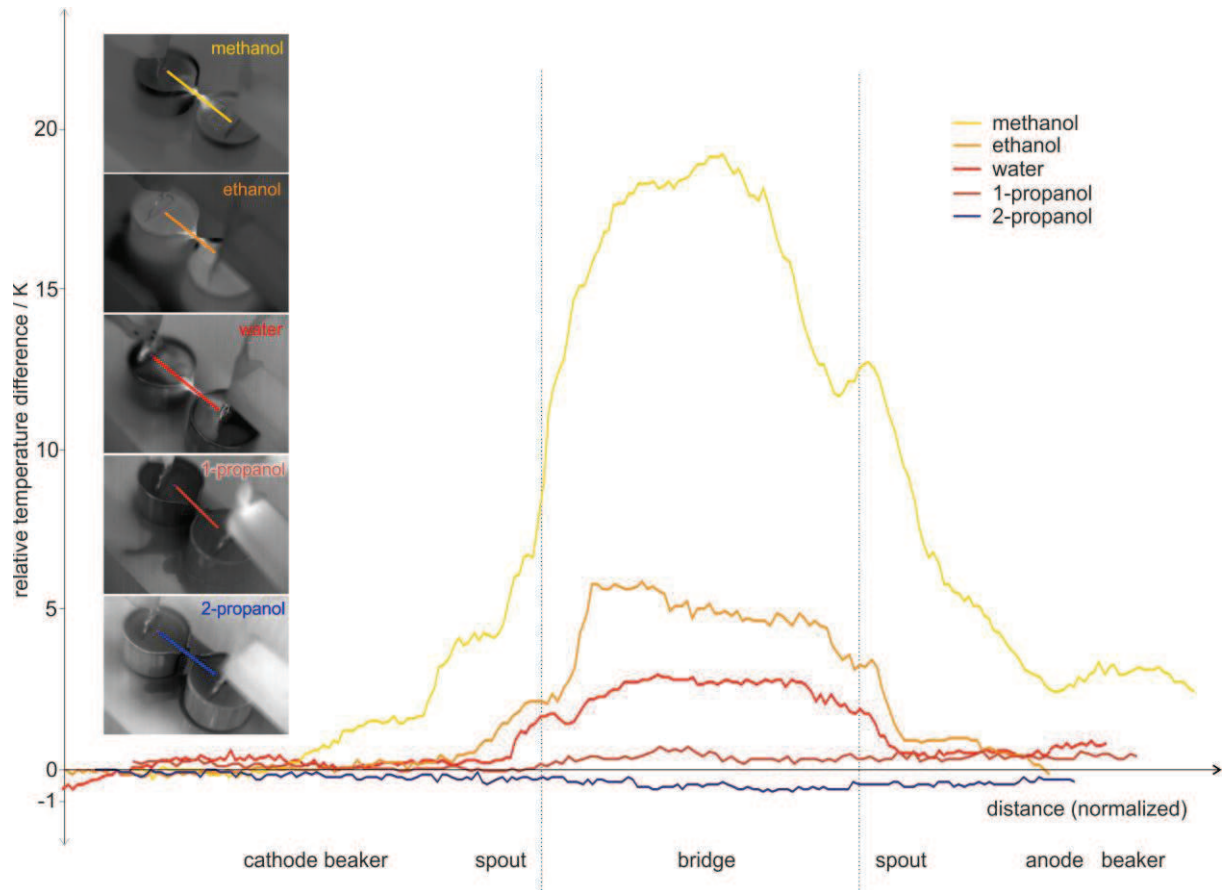 methanol
ethanol
water
1-propanol
2-propanol
relative temperature difference / K
20
15
10
5
0
-1
methanol
ethanol
water
1-propanol
2-propanol
distance (normalized)
cathode beaker spout bridge spout anode beaker